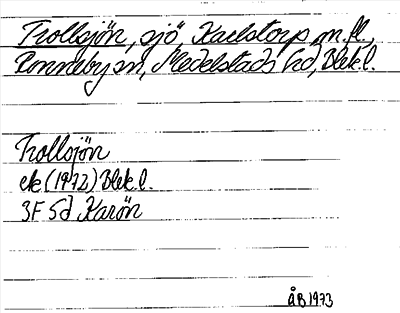 Trollsjön, sjö Karlstorp m.fl.,
Ronneby sn, Medelstads hd, Blek.l.
Trollsjön
ek (1972) Blek.l.
3F 5d Karön
ÅB 1973